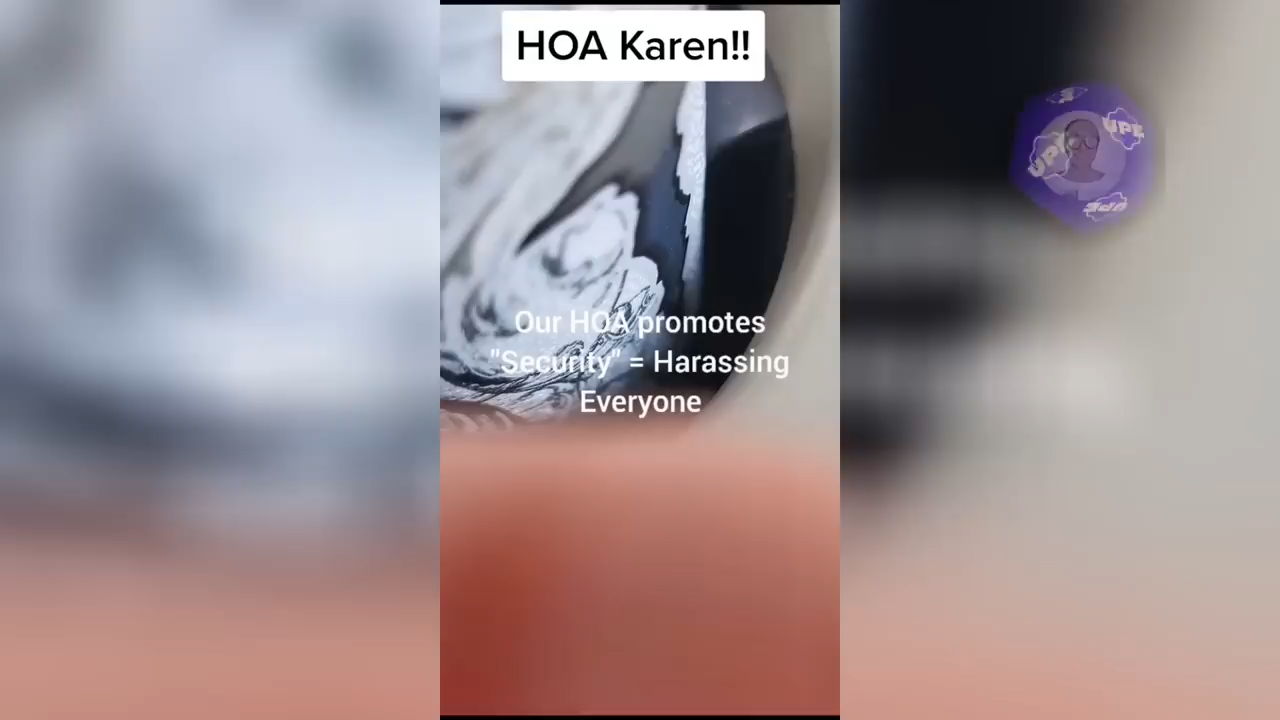 HOA Karen!!
Our HOA promotes
"Security" = Harassing
Everyone